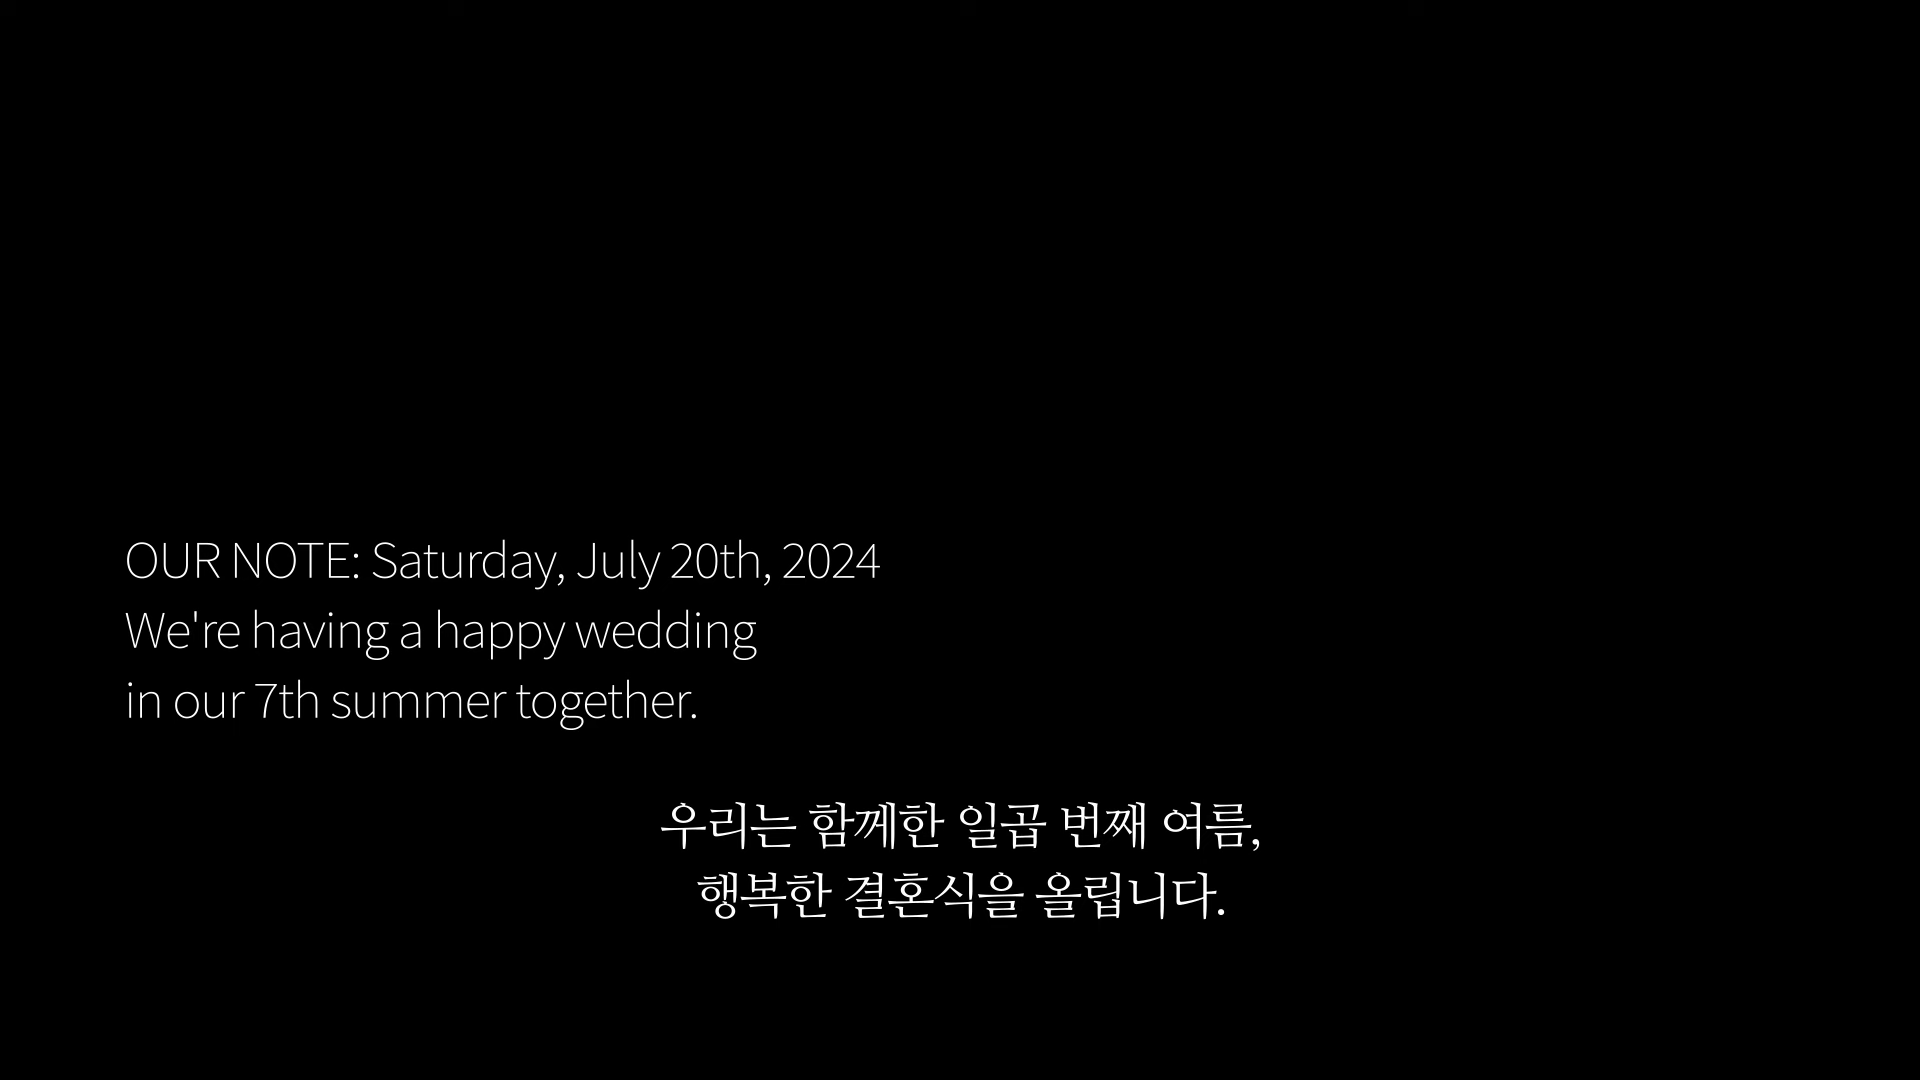 OUR NOTE: Saturday, July 20th, 2024
We're having a happy wedding
in our 7th summer together.
우리는 함께한 일곱 번째 여름,
행복한 결혼식을 올립니다.